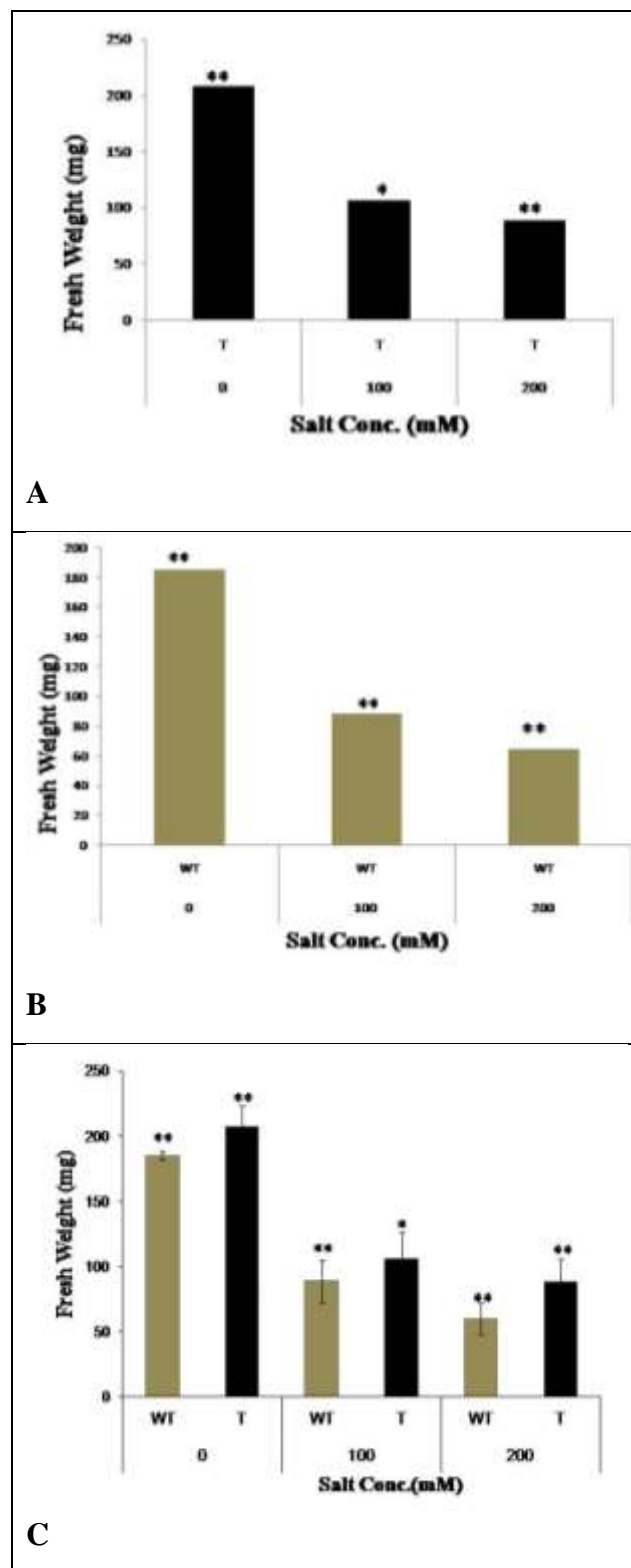 250
**
200
150
*
**
100
50
0
Fresh Weight (mg)
T T T
0 100 200
Salt Conc. (mM)
A
200
**
180
160
140
120
100
**
80
**
60
40
20
0
Fresh Weight (mg)
WT WT WT
0 100 200
Salt Conc. (mM)
B
250
**
200
**
150
*
**
**
100
**
50
0
Fresh Weight (mg)
WT T WT T WT T
0 100 200
Salt Conc.(mM)
C